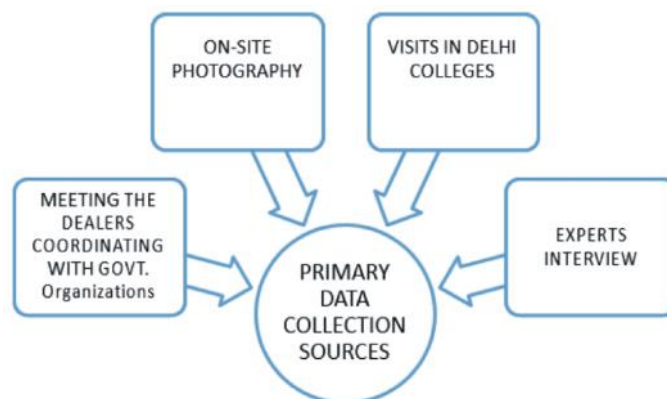 ON-SITE
PHOTOGRAPHY
VISITS IN DELHI
COLLEGES
MEETING THE
DEALERS
COORDINATING
WITH GOVT.
Organizations
EXPERTS
INTERVIEW
PRIMARY
DATA
COLLECTION
SOURCES